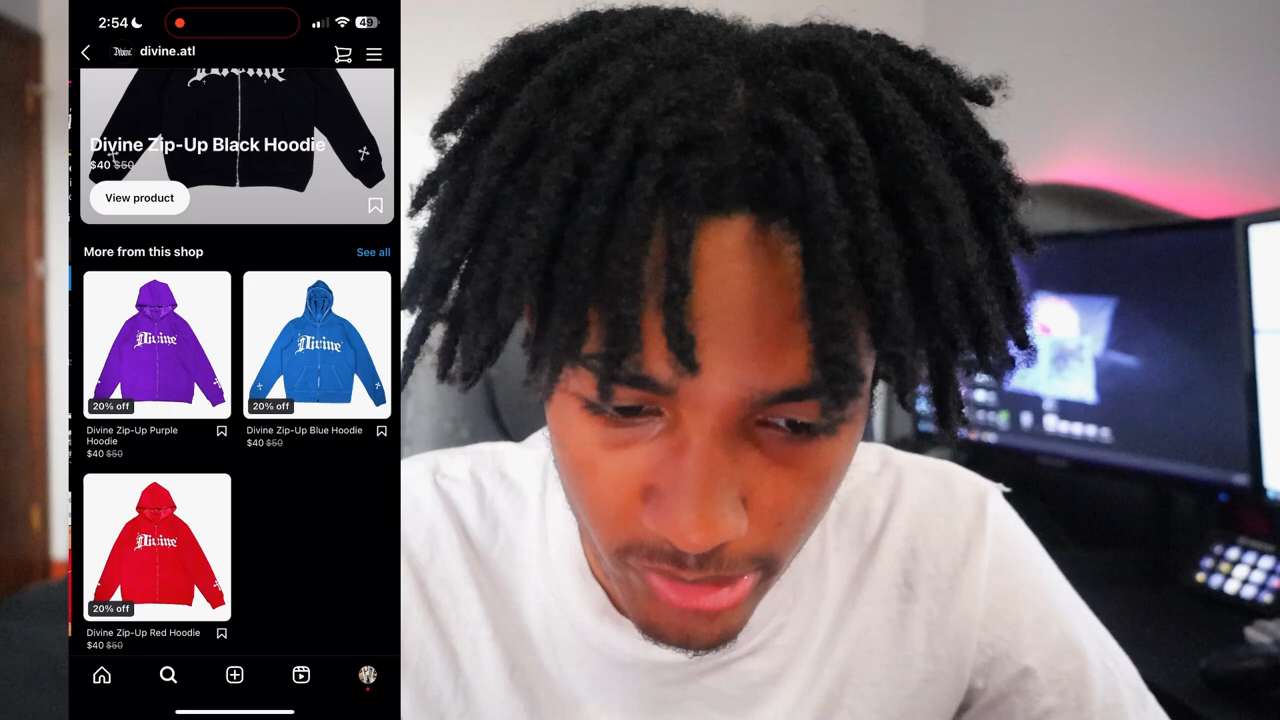 2:54
49
Divine
divine.atl
Divine
Divine Zip-Up Black Hoodie
$40 $50
View product
More from this shop
See all
Divine
Divine
20% off
20% off
Divine Zip-Up Purple
Hoodie
$40 $50
Divine Zip-Up Blue Hoodie
$40 $50
Divine
20% off
Divine Zip-Up Red Hoodie
$40 $50